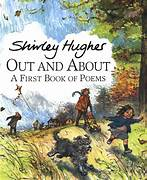 Shirley Hughes
OUT AND ABOUT
A FIRST BOOK OF POEMS